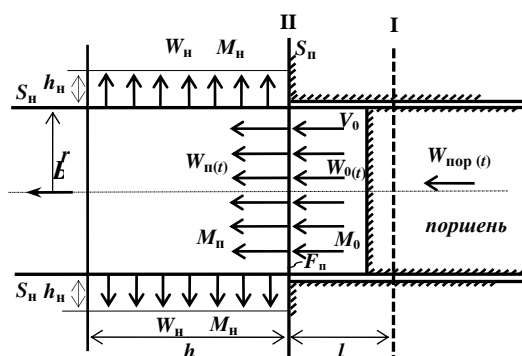 II
I
W_н M_н
S_п
h_н
S_н
V_0
r
W_п(t)
W_0(t)
W_пор (t)
M_п
M_0
поршень
F_п
S_н h_н
W_н M_н
h
l